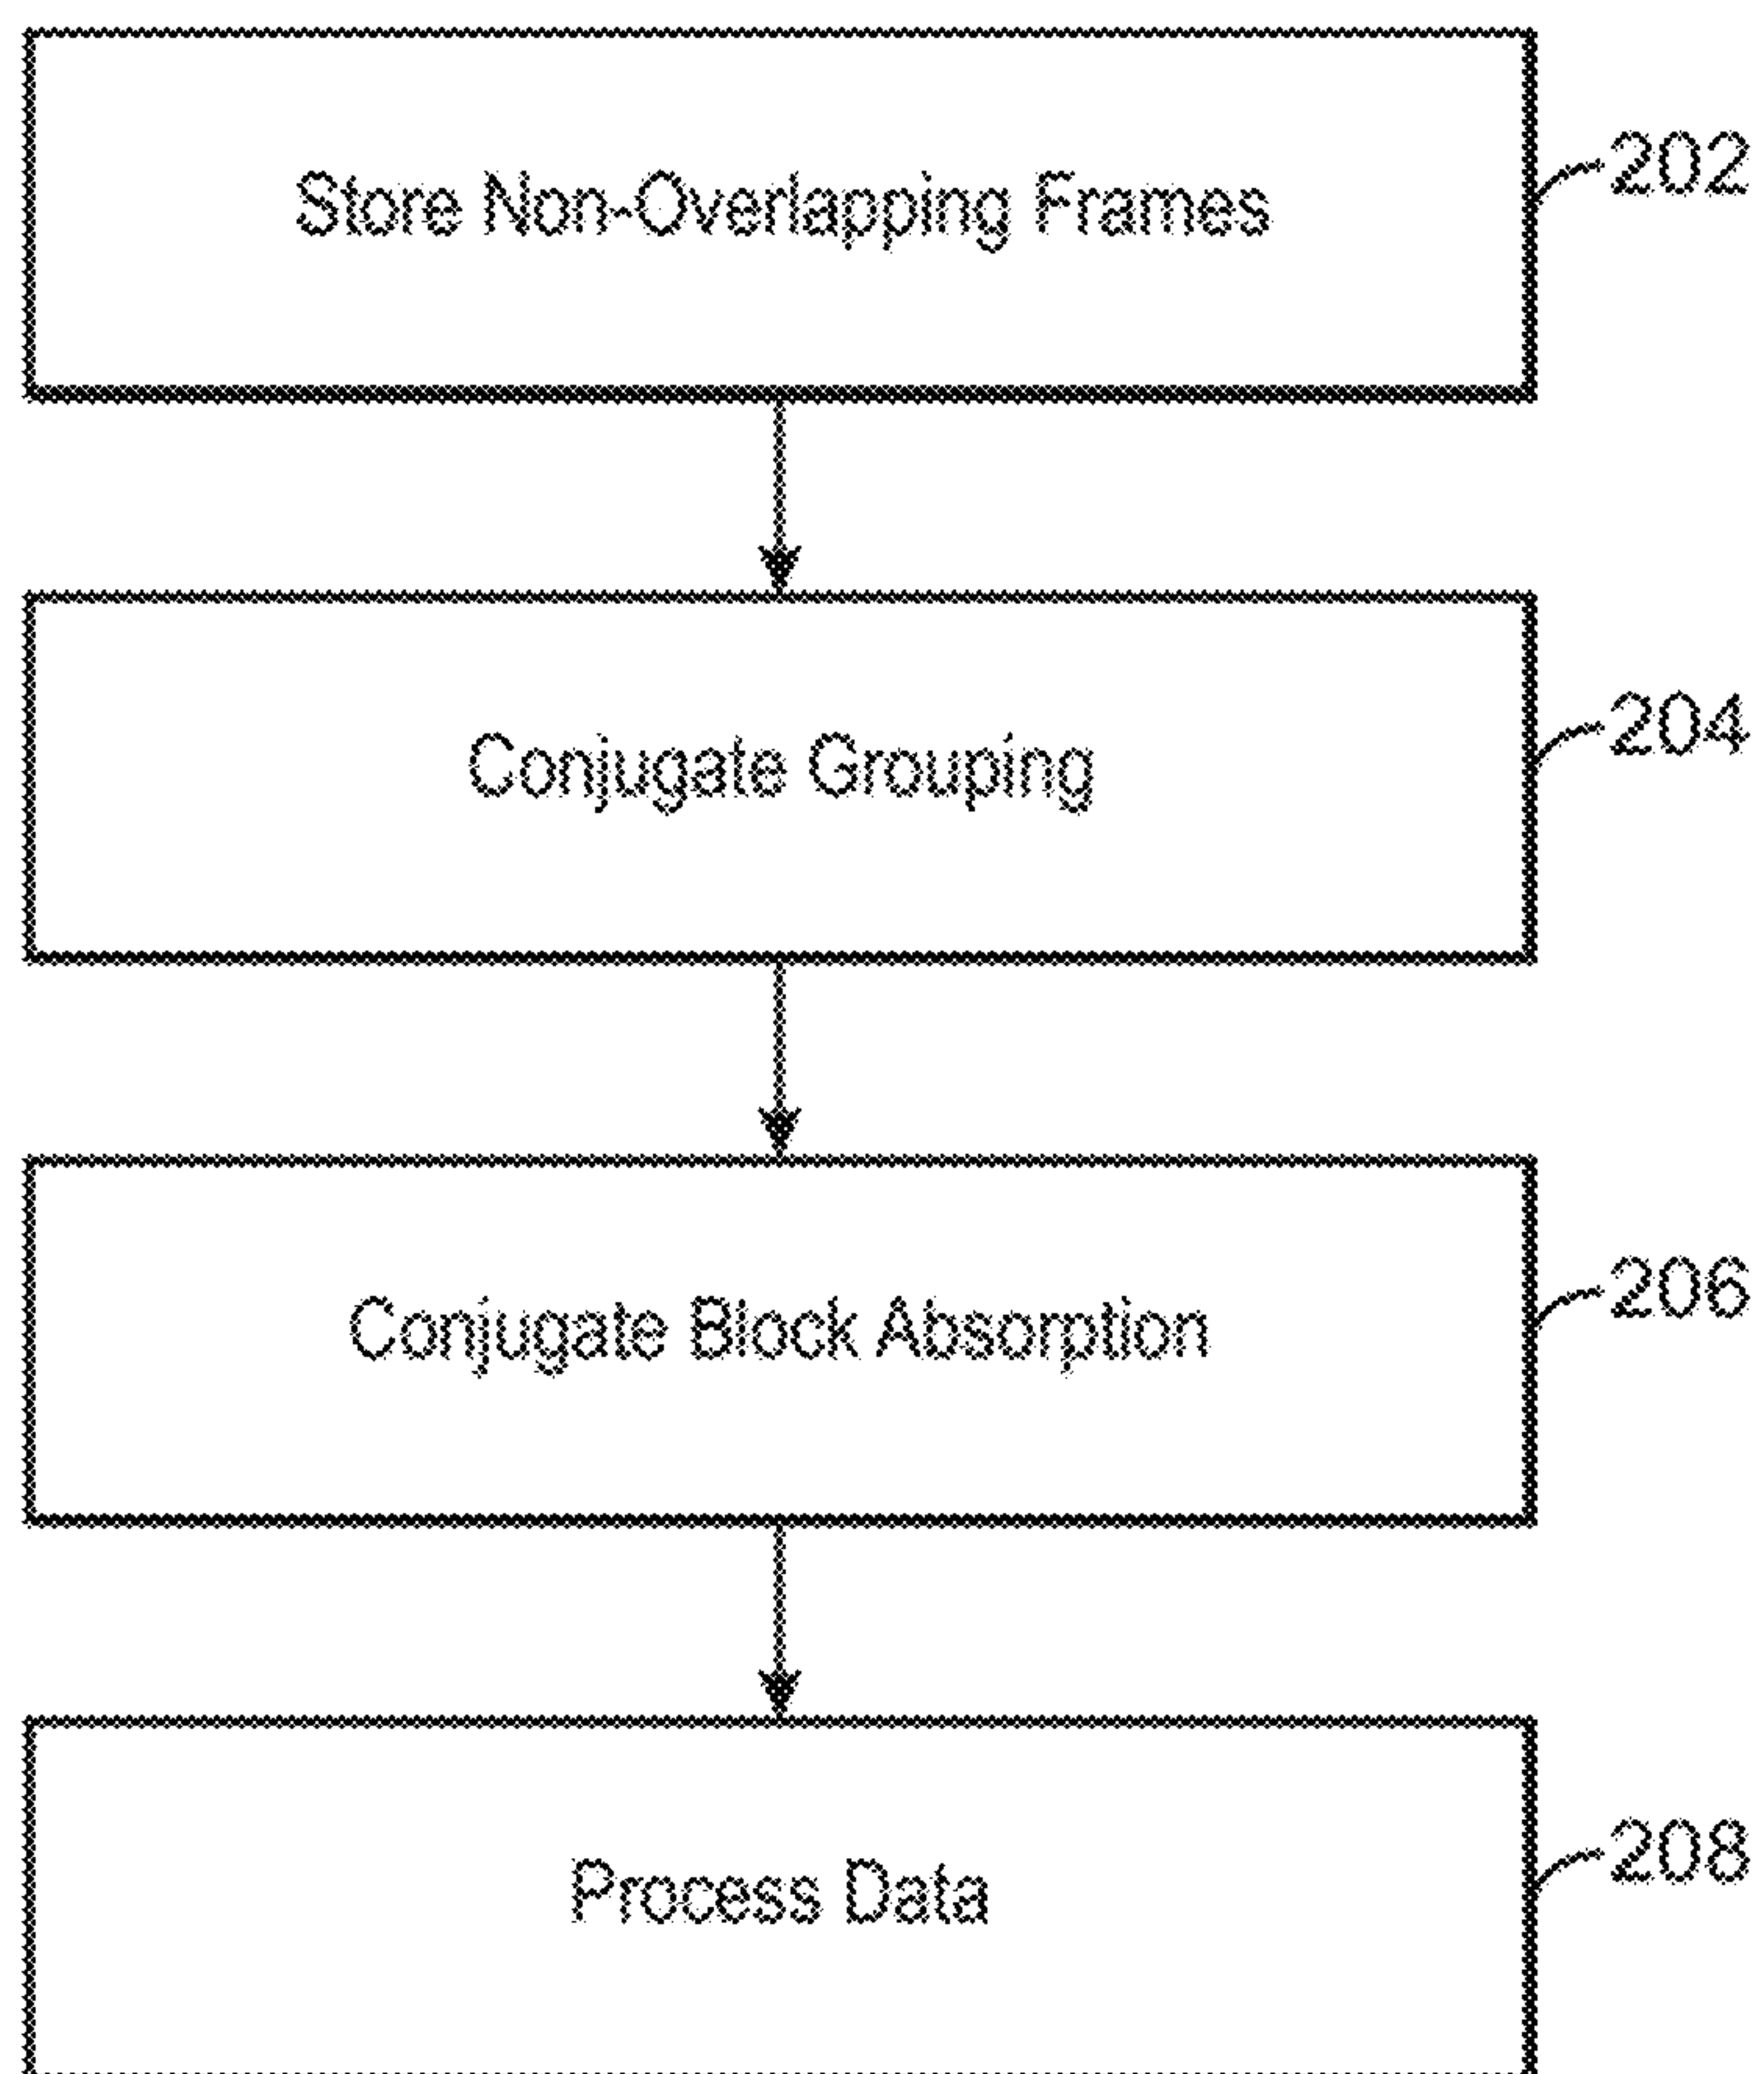 Store Non-Overlapping Frames
202
Conjugate Grouping
204
Conjugate Block Absorption
206
Process Data
208